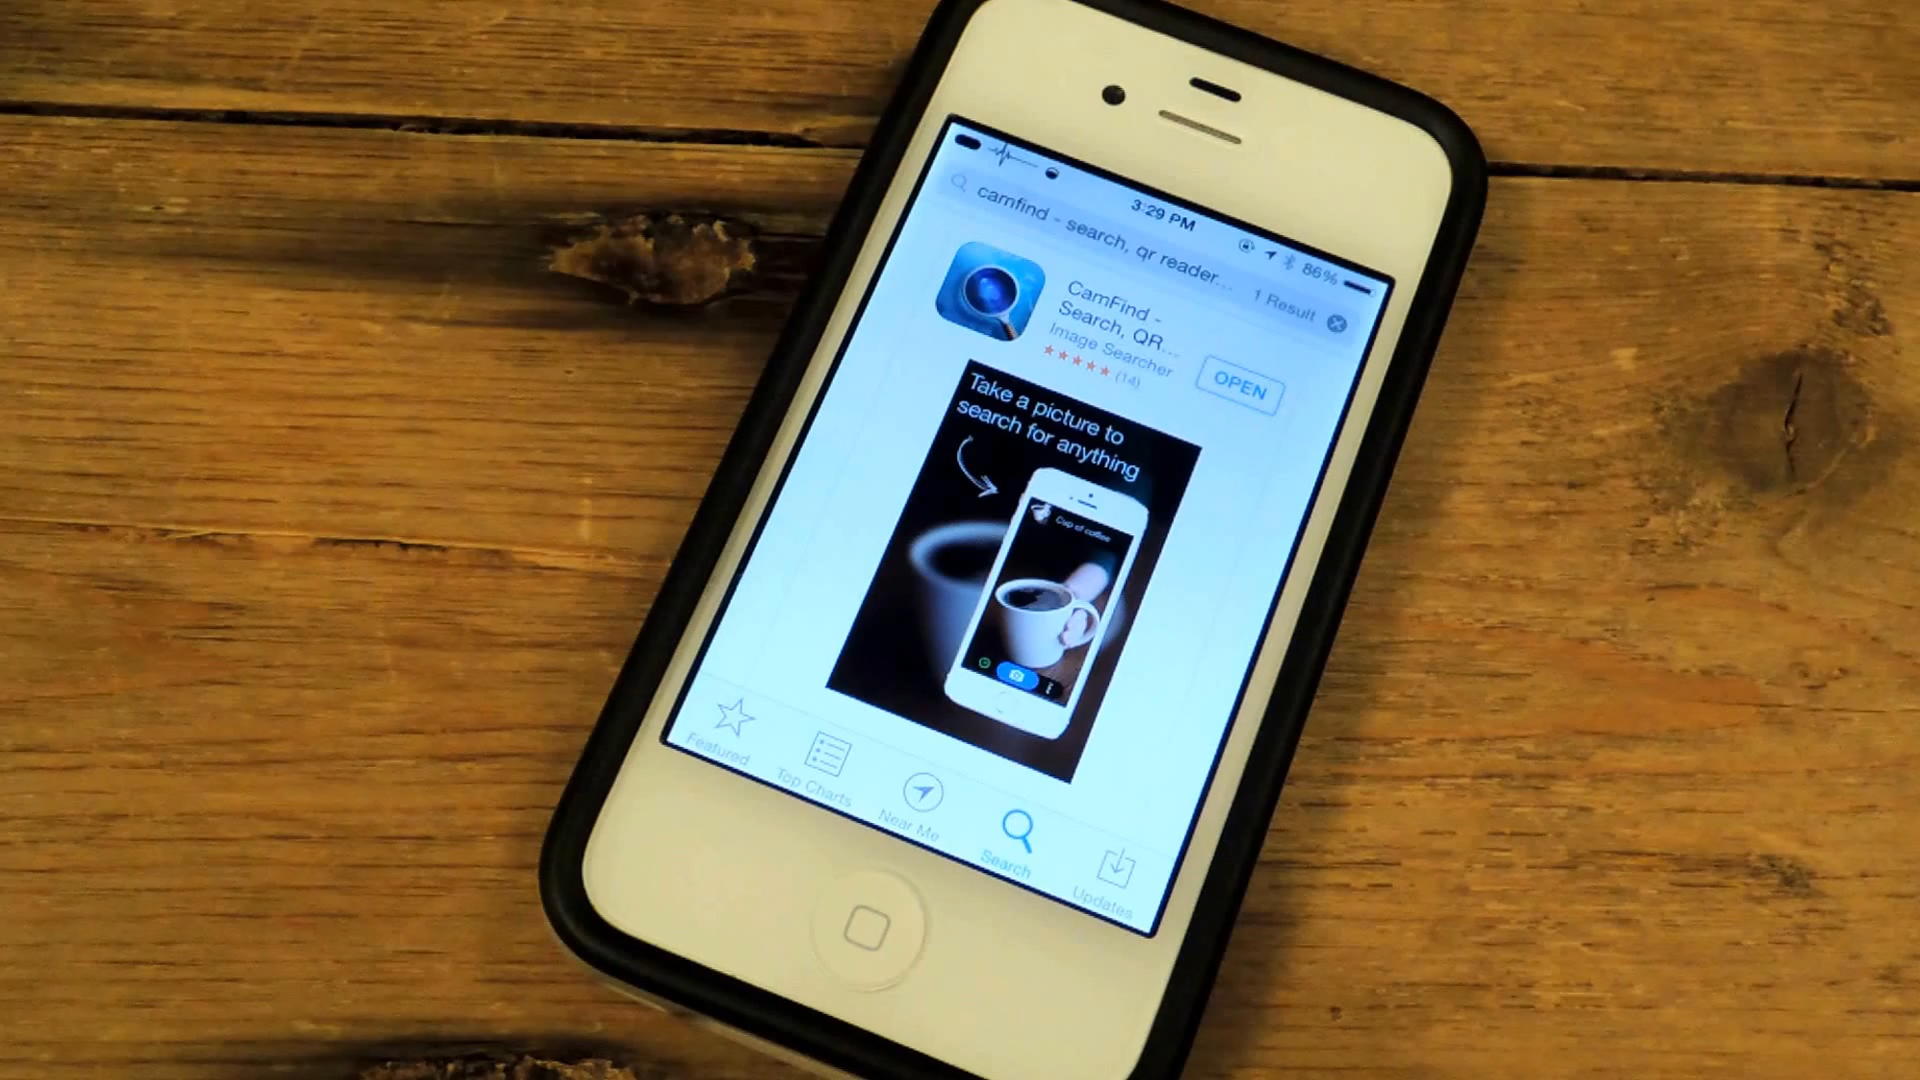 3:29 PM
86%
camfind - search, qr reader...
1 Result
CamFind -
Search, QR...
Image Searcher
(14)
OPEN
Take a picture to
search for anything
Cup of coffee
Featured
Top Charts
Near Me
Search
Updates